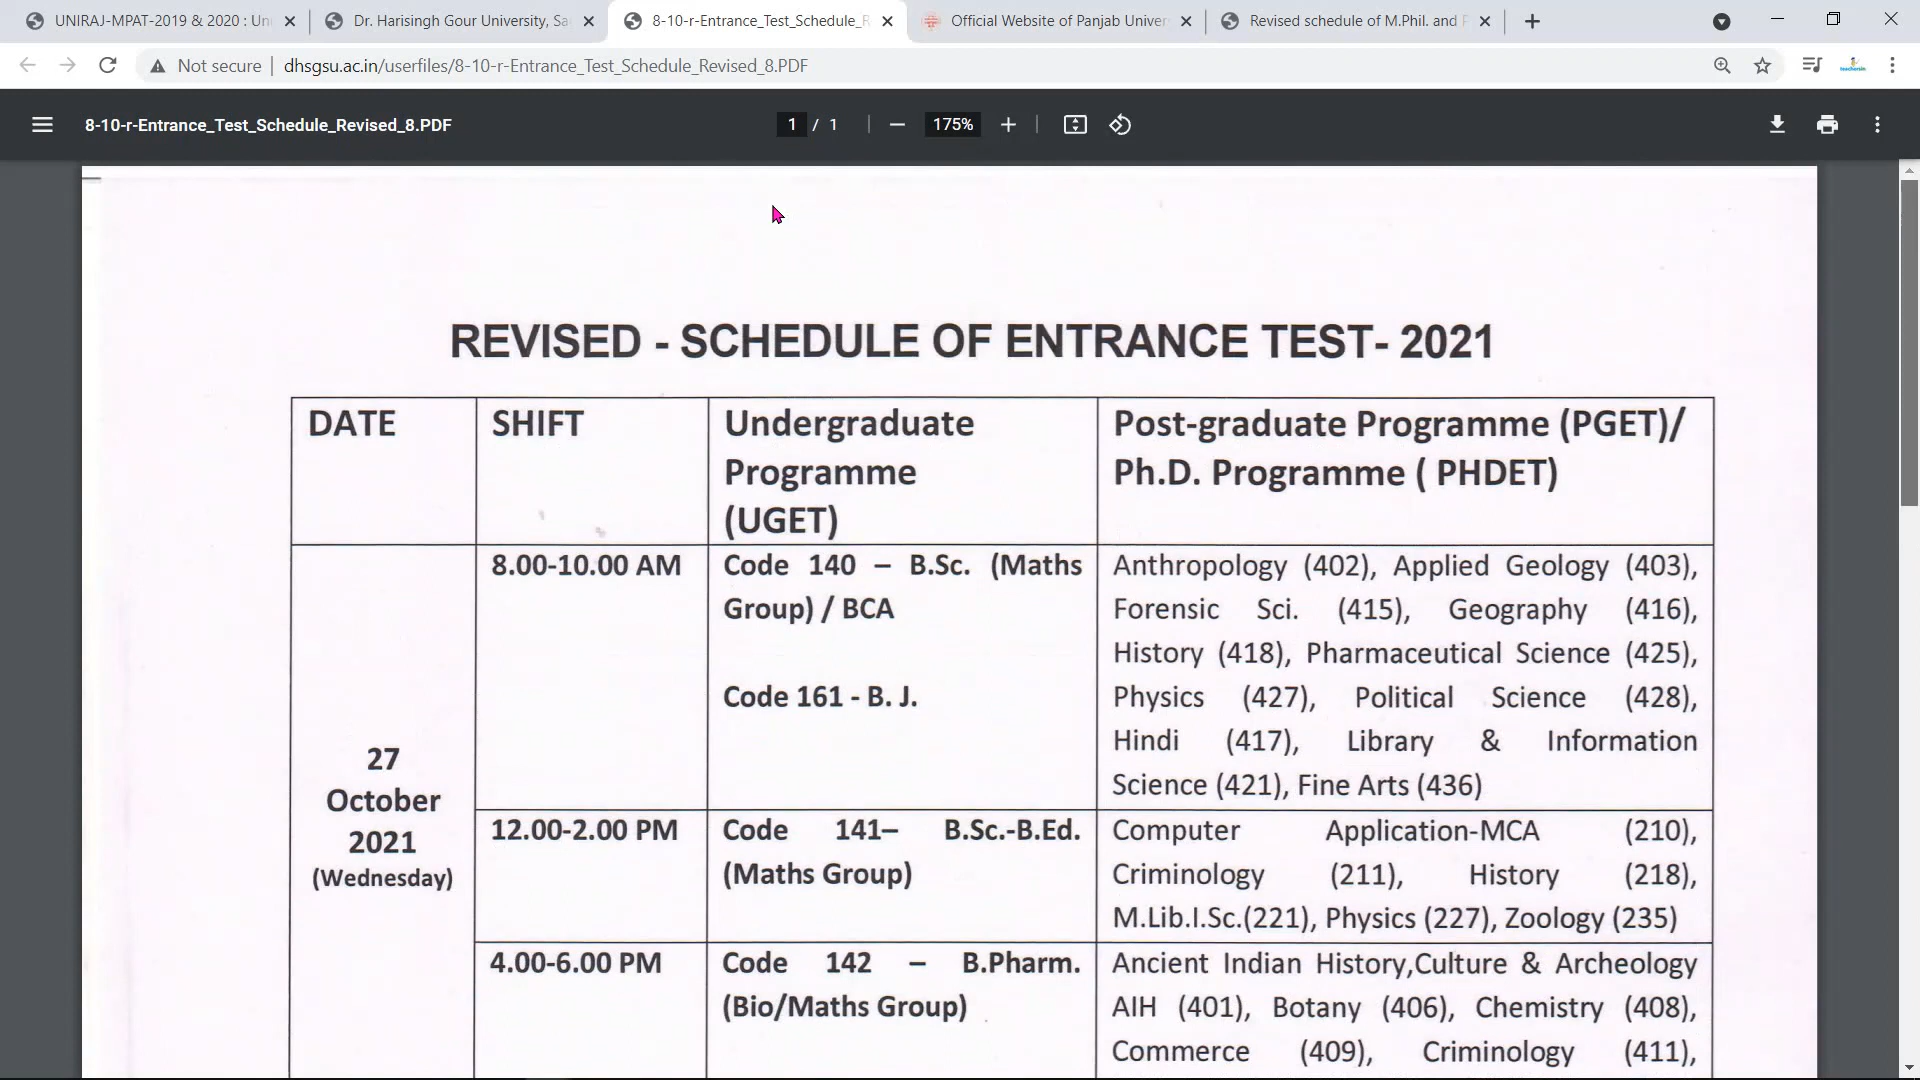 UNIRAJ-MPAT-2019 & 2020 : Un
Dr. Harisingh Gour University, Sa
8-10-r-Entrance_Test_Schedule_R
Official Website of Panjab Univer
Revised schedule of M.Phil. and P
Not secure
dhsgsu.ac.in/userfiles/8-10-r-Entrance_Test_Schedule_Revised_8.PDF
8-10-r-Entrance_Test_Schedule_Revised_8.PDF
1 / 1
175%
REVISED - SCHEDULE OF ENTRANCE TEST- 2021
DATE
SHIFT
Undergraduate
Programme
(UGET)
Post-graduate Programme (PGET)/
Ph.D. Programme ( PHDET)
27
October
2021
(Wednesday)
8.00-10.00 AM
Code 140 – B.Sc. (Maths
Group) / BCA
Code 161 - B. J.
Anthropology (402), Applied Geology (403),
Forensic Sci. (415), Geography (416),
History (418), Pharmaceutical Science (425),
Physics (427), Political Science (428),
Hindi (417), Library & Information
Science (421), Fine Arts (436)
12.00-2.00 PM
Code 141– B.Sc.-B.Ed.
(Maths Group)
Computer Application-MCA (210),
Criminology (211), History (218),
M.Lib.I.Sc.(221), Physics (227), Zoology (235)
4.00-6.00 PM
Code 142 – B.Pharm.
(Bio/Maths Group)
Ancient Indian History,Culture & Archeology
AIH (401), Botany (406), Chemistry (408),
Commerce (409), Criminology (411),